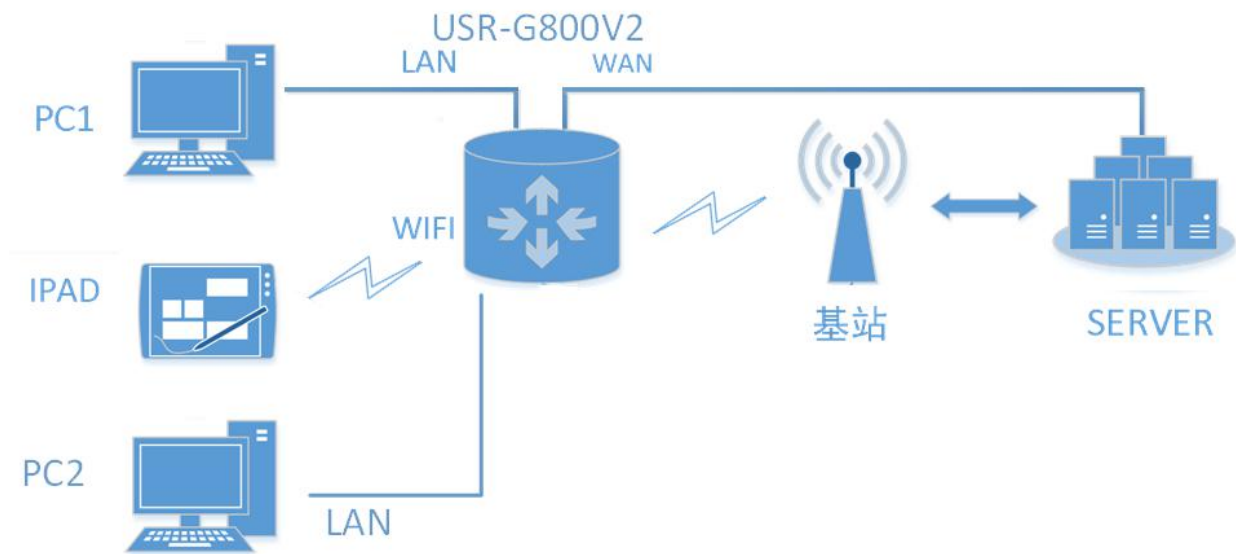 USR-G800V2
LAN
WAN
PC1
WIFI
IPAD
基站
SERVER
PC2
LAN